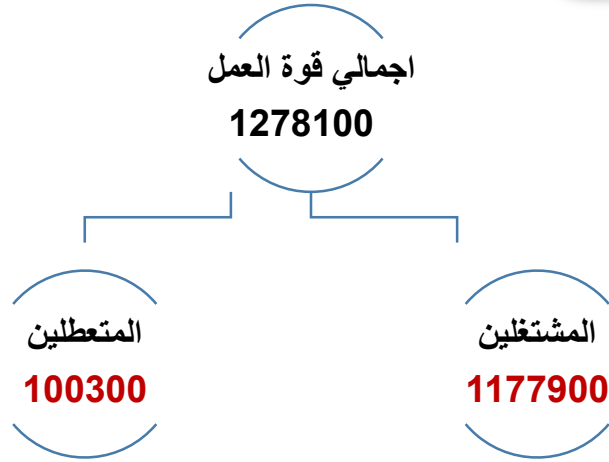 اجمالي قوة العمل
1278100
المشتغلين
1177900
المتعطلين
100300